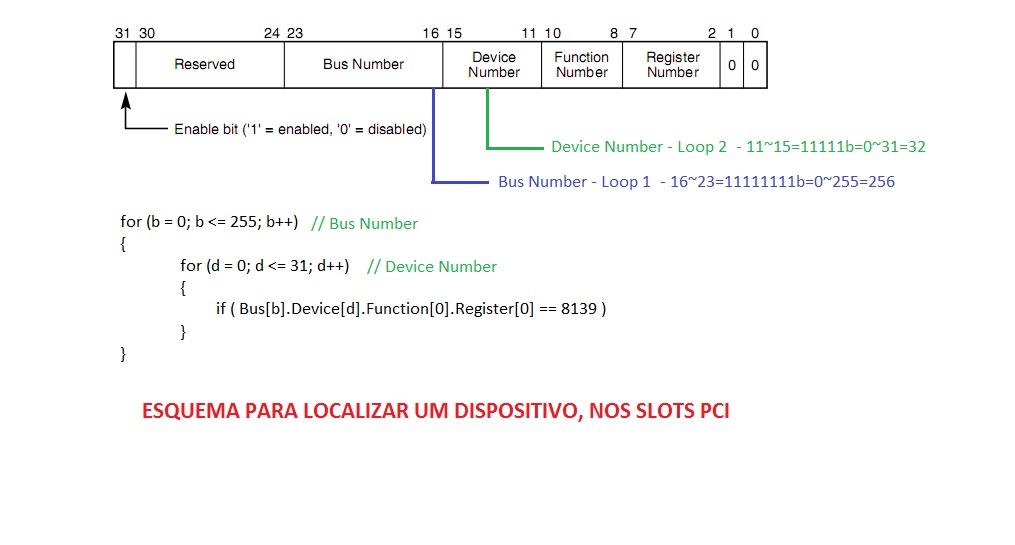 31 30 24 23 16 15 11 10 8 7 2 1 0
Reserved Bus Number Device Number Function Number Register Number 0 0
Enable bit ('1' = enabled, '0' = disabled)
Device Number - Loop 2 - 11~15=11111b=0~31=32
Bus Number - Loop 1 - 16~23=11111111b=0~255=256
for (b = 0; b <= 255; b++) // Bus Number
{
for (d = 0; d <= 31; d++) // Device Number
{
if ( Bus[b].Device[d].Function[0].Register[0] == 8139 )
}
}
ESQUEMA PARA LOCALIZAR UM DISPOSITIVO, NOS SLOTS PCI